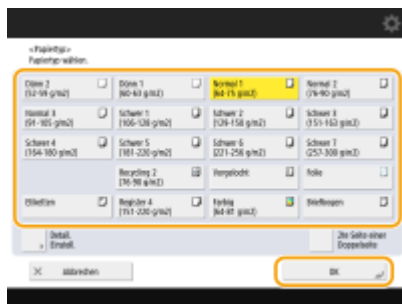 <Papiertyp>
Papiertyp wählen.
Dünn 2
(52-59 g/m2)
Dünn 1
(60-63 g/m2)
Normal 1
(64-75 g/m2)
Normal 2
(76-90 g/m2)
Normal 3
(91-105 g/m2)
Schwer 1
(106-128 g/m2)
Schwer 2
(129-150 g/m2)
Schwer 3
(151-163 g/m2)
Schwer 4
(164-180 g/m2)
Schwer 5
(181-220 g/m2)
Schwer 6
(221-256 g/m2)
Schwer 7
(257-300 g/m2)
Recycling 2
(76-90 g/m2)
Vorgelocht
Folie
Etiketten
Register 4
(151-220 g/m2)
Farbig
(64-81 g/m2)
Briefbogen
Detail.
Einstell.
2te Seite einer
Doppelseite
Abbrechen
OK